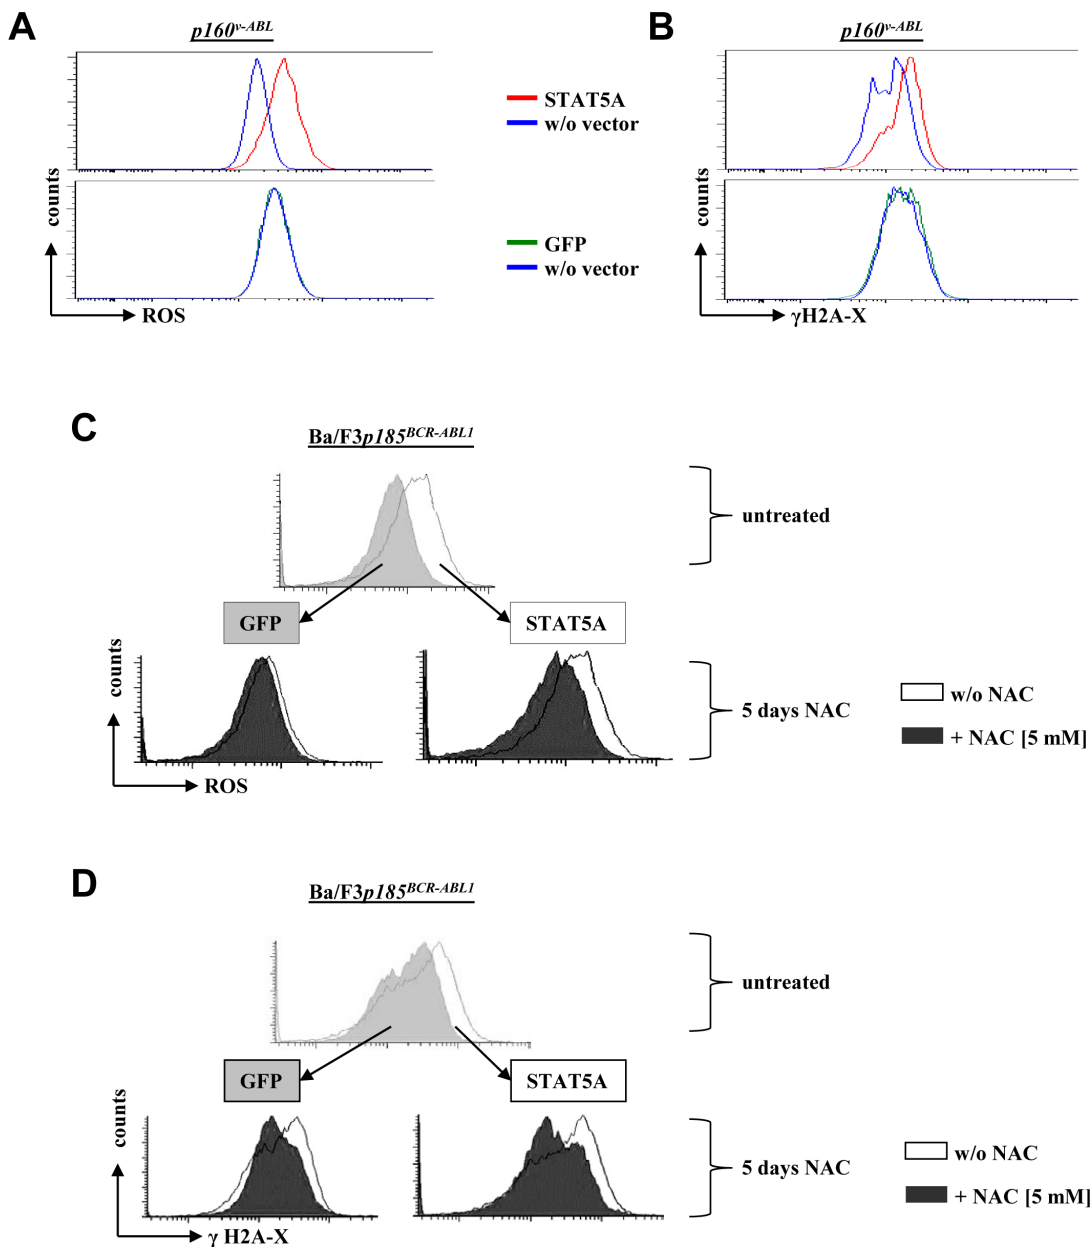 A
p160v-ABL
STAT5A
w/o vector
GFP
w/o vector
counts
ROS
B
p160v-ABL
counts
γH2A-X
C
Ba/F3p185BCR-ABL1
untreated
GFP
STAT5A
counts
ROS
5 days NAC
w/o NAC
+ NAC [5 mM]
D
Ba/F3p185BCR-ABL1
untreated
GFP
STAT5A
counts
γ H2A-X
5 days NAC
w/o NAC
+ NAC [5 mM]